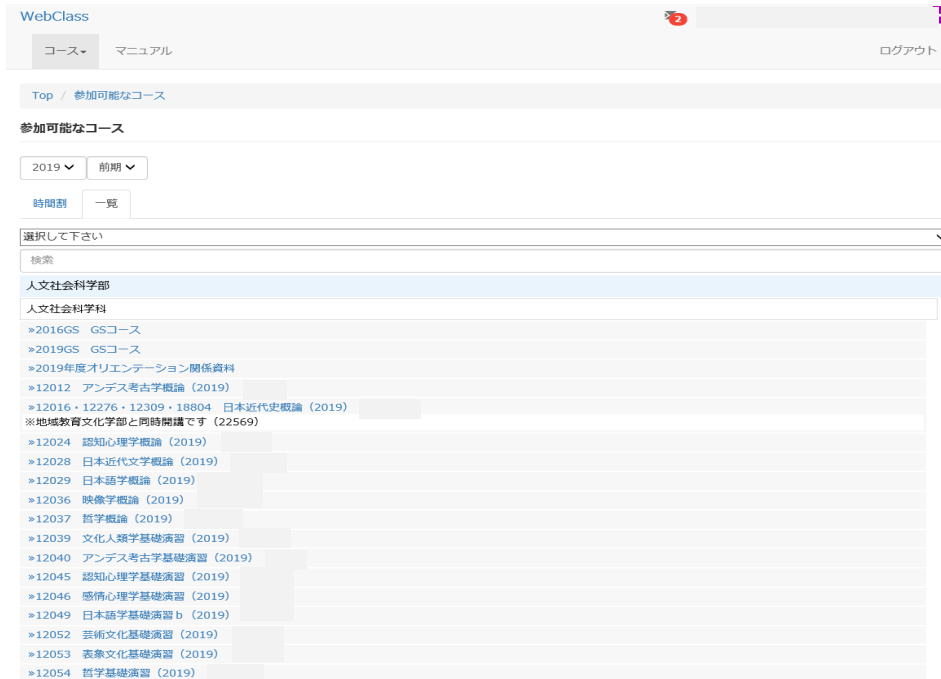 WebClass
2
コース マニュアル ログアウト
Top / 参加可能なコース
参加可能なコース
2019 前期
時間割 一覧
選択して下さい
検索
人文社会科学部
人文社会科学科
»2016GS GSコース
»2019GS GSコース
»2019年度オリエンテーション関係資料
»12012 アンデス考古学概論（2019）
»12016・12276・12309・18804 日本近代史概論（2019）
※地域教育文化学部と同時開講です（22569）
»12024 認知心理学概論（2019）
»12028 日本近代文学概論（2019）
»12029 日本語学概論（2019）
»12036 映像学概論（2019）
»12037 哲学概論（2019）
»12039 文化人類学基礎演習（2019）
»12040 アンデス考古学基礎演習（2019）
»12045 認知心理学基礎演習（2019）
»12046 感情心理学基礎演習（2019）
»12049 日本語学基礎演習ｂ（2019）
»12052 芸術文化基礎演習（2019）
»12053 表象文化基礎演習（2019）
»12054 哲学基礎演習（2019）